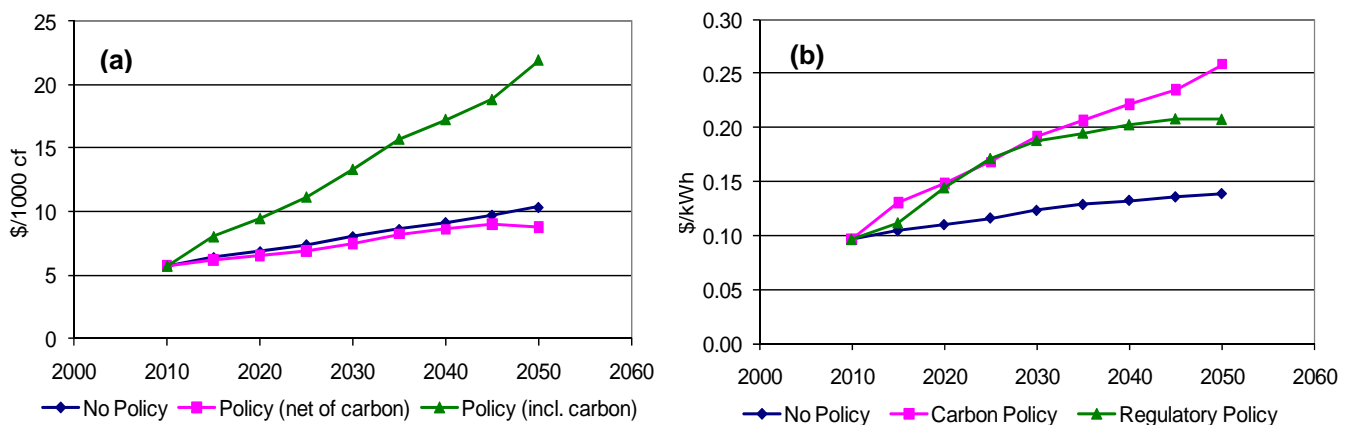 (a)
$/1000 cf
25
20
15
10
5
0
2000 2010 2020 2030 2040 2050 2060
No Policy Policy (net of carbon) Policy (incl. carbon)
(b)
$/kWh
0.30
0.25
0.20
0.15
0.10
0.05
0.00
2000 2010 2020 2030 2040 2050 2060
No Policy Carbon Policy Regulatory Policy